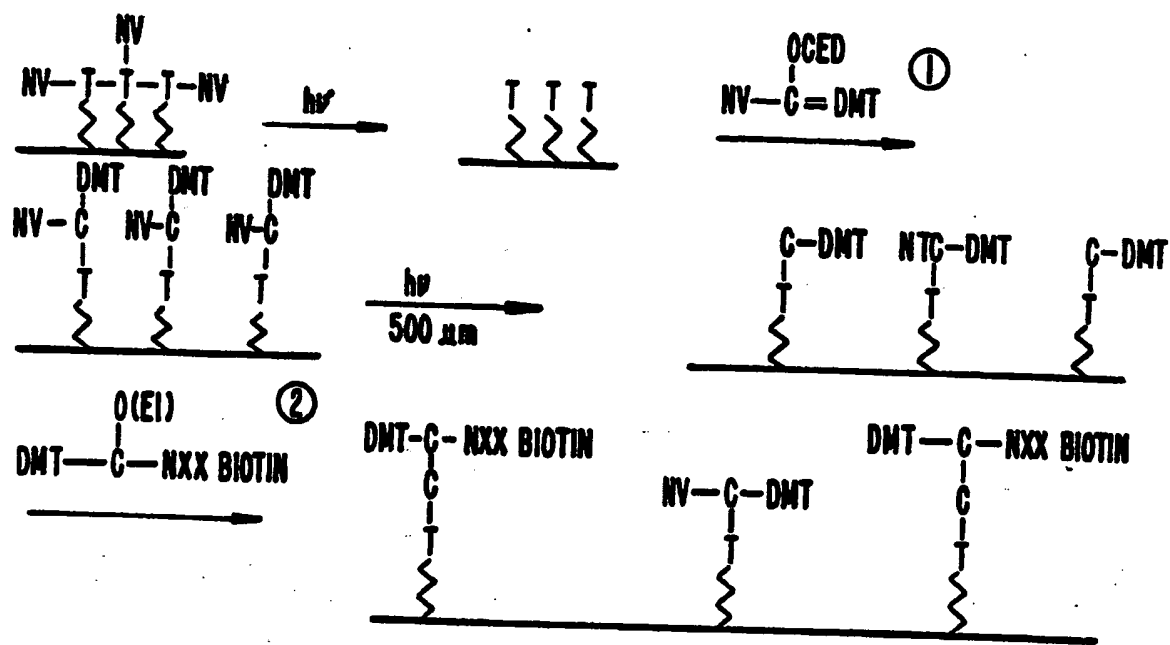 NV
NV—T—T—T—NV
hν
T T T
OCED
NV—C=DMT
①
DMT DMT DMT
NV—C NV—C NV—C
T T T
hν
500 μm
C—DMT NTC—DMT C—DMT
T T T
②
O(EI)
DMT—C—NXX BIOTIN
DMT—C—NXX BIOTIN
C
T
NV—C—DMT
T
DMT—C—NXX BIOTIN
C
T